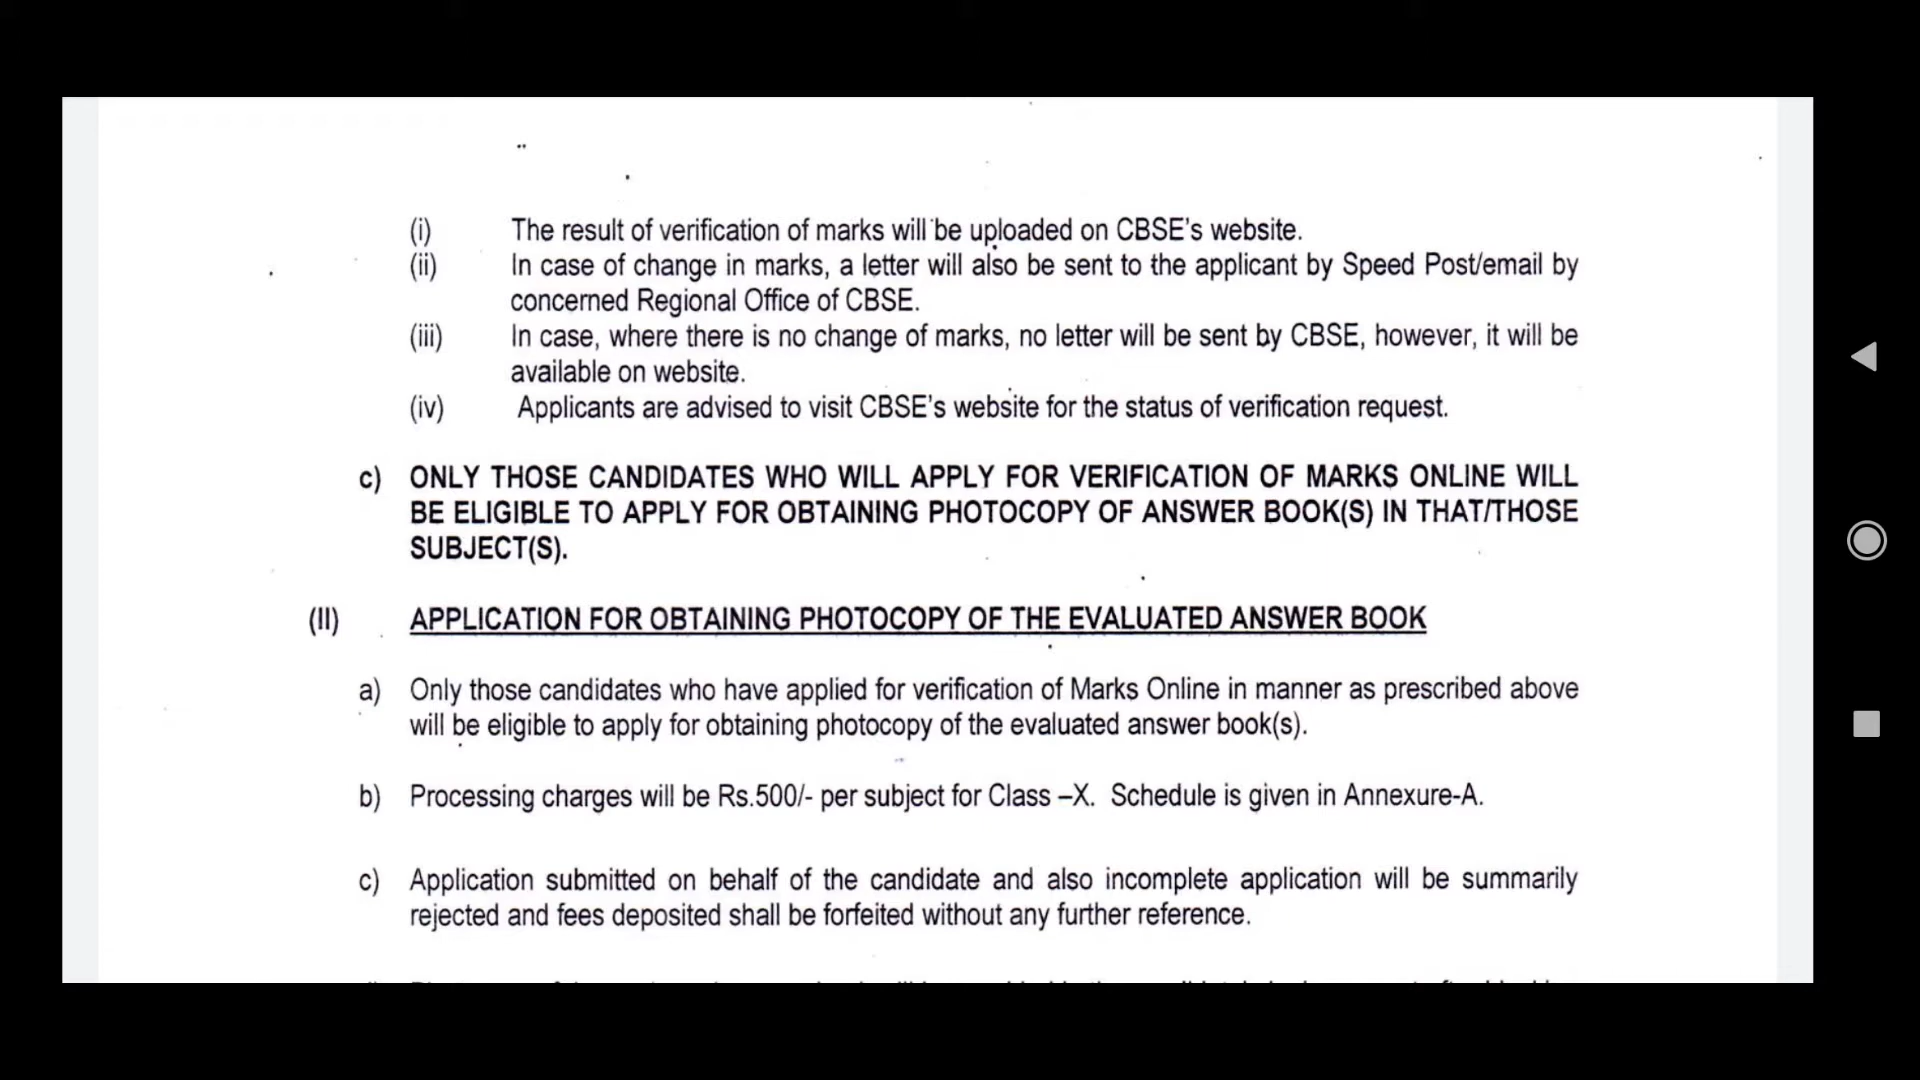 (i) The result of verification of marks will be uploaded on CBSE's website.
(ii) In case of change in marks, a letter will also be sent to the applicant by Speed Post/email by
concerned Regional Office of CBSE.
(iii) In case, where there is no change of marks, no letter will be sent by CBSE, however, it will be
available on website.
(iv) Applicants are advised to visit CBSE's website for the status of verification request.
c) ONLY THOSE CANDIDATES WHO WILL APPLY FOR VERIFICATION OF MARKS ONLINE WILL
BE ELIGIBLE TO APPLY FOR OBTAINING PHOTOCOPY OF ANSWER BOOK(S) IN THAT/THOSE
SUBJECT(S).
(II) APPLICATION FOR OBTAINING PHOTOCOPY OF THE EVALUATED ANSWER BOOK
a) Only those candidates who have applied for verification of Marks Online in manner as prescribed above
will be eligible to apply for obtaining photocopy of the evaluated answer book(s).
b) Processing charges will be Rs.500/- per subject for Class –X. Schedule is given in Annexure-A.
c) Application submitted on behalf of the candidate and also incomplete application will be summarily
rejected and fees deposited shall be forfeited without any further reference.